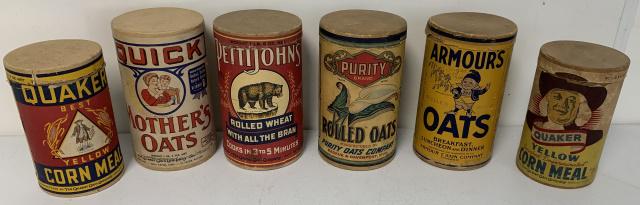 QUAKER
BEST
YELLOW
CORN MEAL
QUICK
MOTHER'S
OATS
PETTIJOHN'S
ROLLED WHEAT
WITH ALL THE BRAN
COOKS IN 3 TO 5 MINUTES
PURITY
BRAND
ROLLED OATS
PURITY OATS COMPANY
ARMOUR'S
OATS
BREAKFAST,
LUNCHEON AND DINNER
QUAKER
YELLOW
CORN MEAL